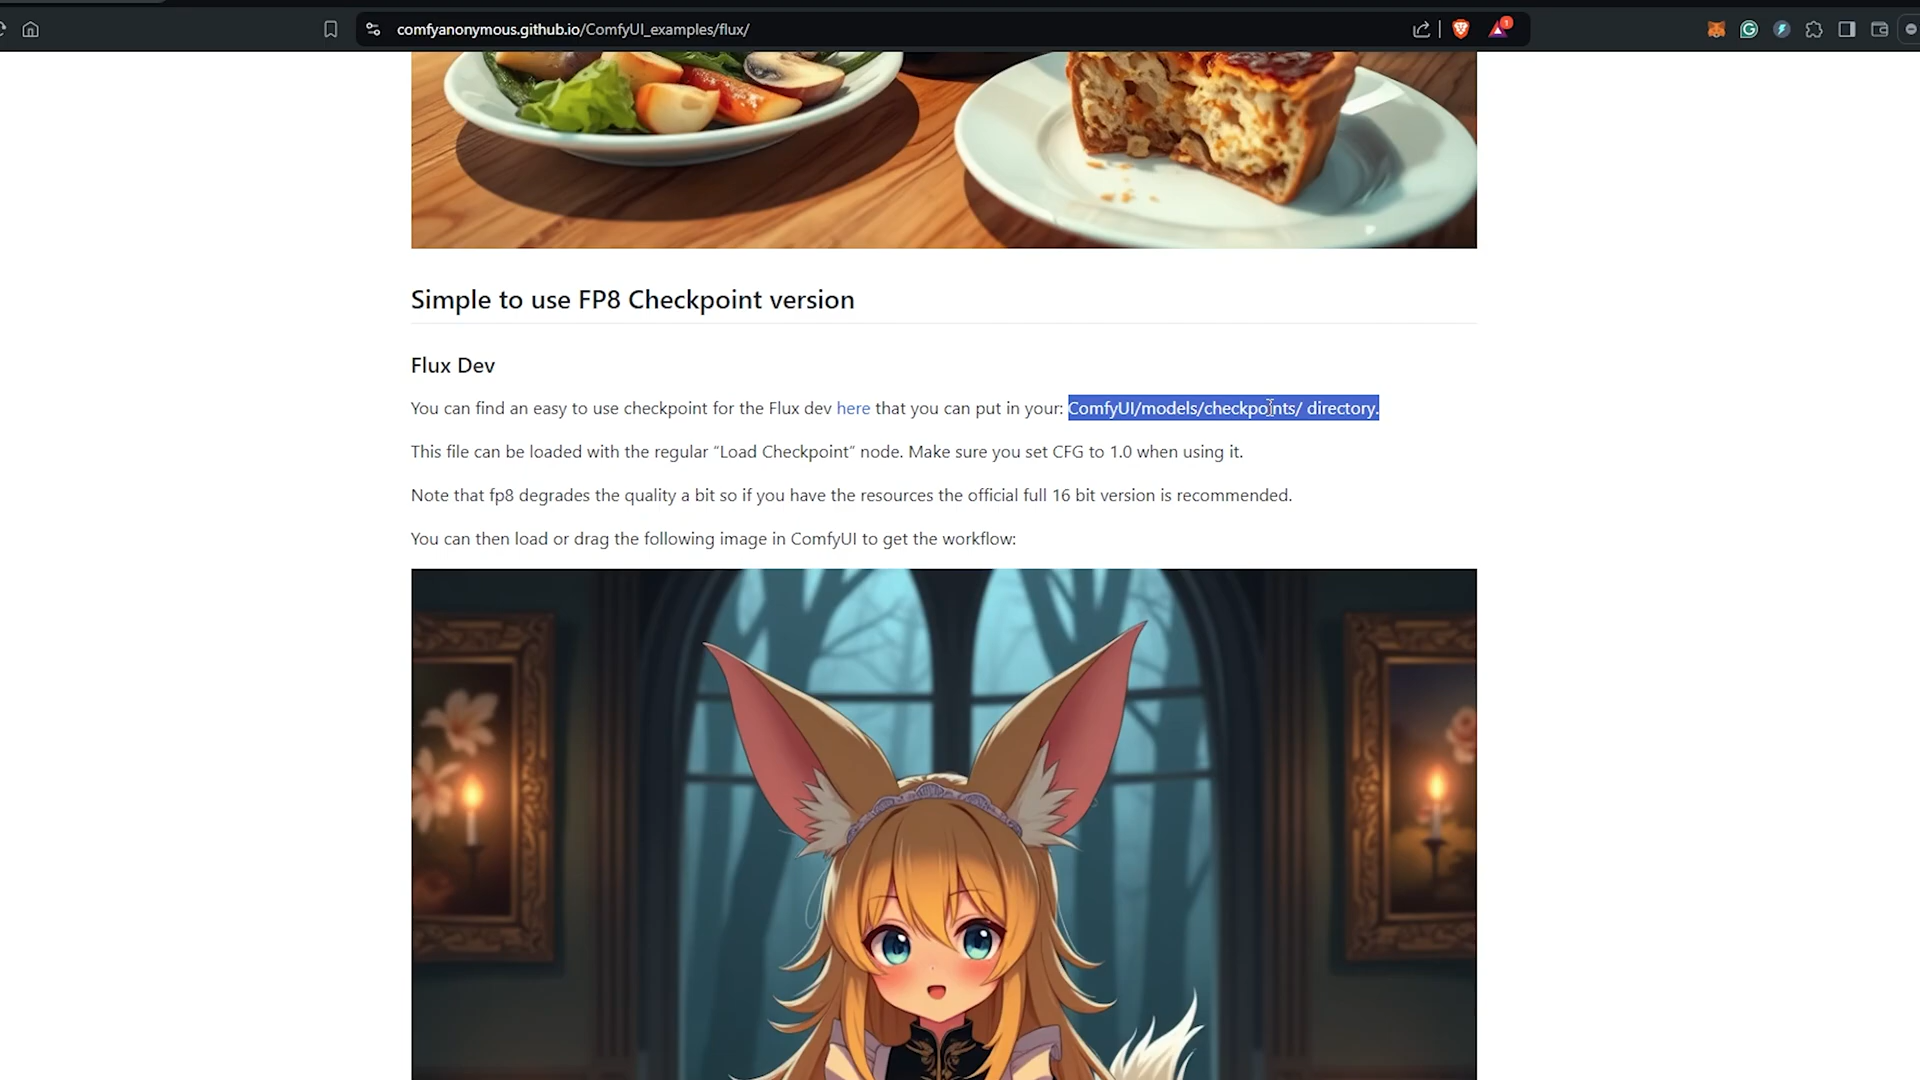 comfyanonymous.github.io/ComfyUI_examples/flux/
1
Simple to use FP8 Checkpoint version
Flux Dev
You can find an easy to use checkpoint for the Flux dev here that you can put in your: ComfyUI/models/checkpoints/ directory.
This file can be loaded with the regular “Load Checkpoint” node. Make sure you set CFG to 1.0 when using it.
Note that fp8 degrades the quality a bit so if you have the resources the official full 16 bit version is recommended.
You can then load or drag the following image in ComfyUI to get the workflow: